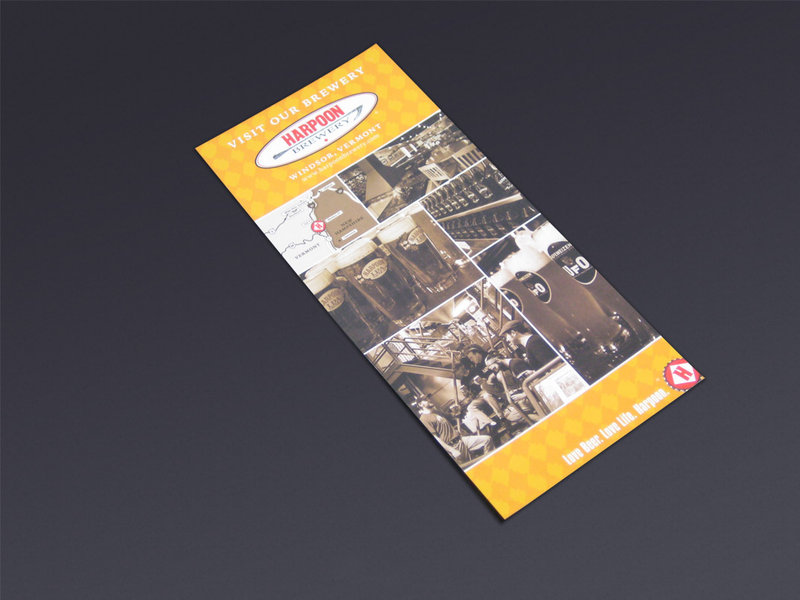 VISIT OUR BREWERY
HARPOON
BREWERY
WINDSOR, VERMONT
www.harpoonbrewery.com
NEW
HAMPSHIRE
VERMONT
H
UFO
UFO
Love Beer. Love Life. Harpoon.
H